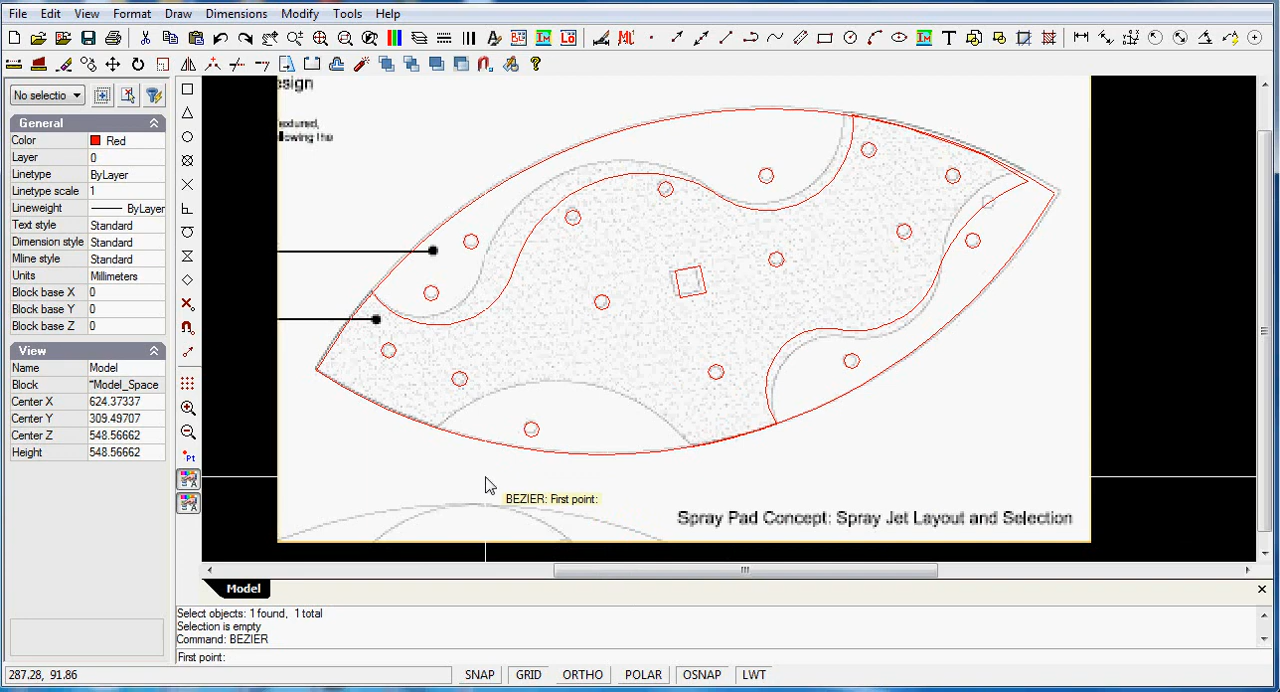 File Edit View Format Draw Dimensions Modify Tools Help
No selectio
General
Color Red
Layer 0
Linetype ByLayer
Linetype scale 1
Lineweight ByLayer
Text style Standard
Dimension style Standard
Mline style Standard
Units Millimeters
Block base X 0
Block base Y 0
Block base Z 0
View
Name Model
Block *Model_Space
Center X 624.37337
Center Y 309.49707
Center Z 548.56662
Height 548.56662
esign
extured,
llowing the
BEZIER: First point:
Spray Pad Concept: Spray Jet Layout and Selection
Model
Select objects: 1 found, 1 total
Selection is empty
Command: BEZIER
First point:
287.28, 91.86 SNAP GRID ORTHO POLAR OSNAP LWT